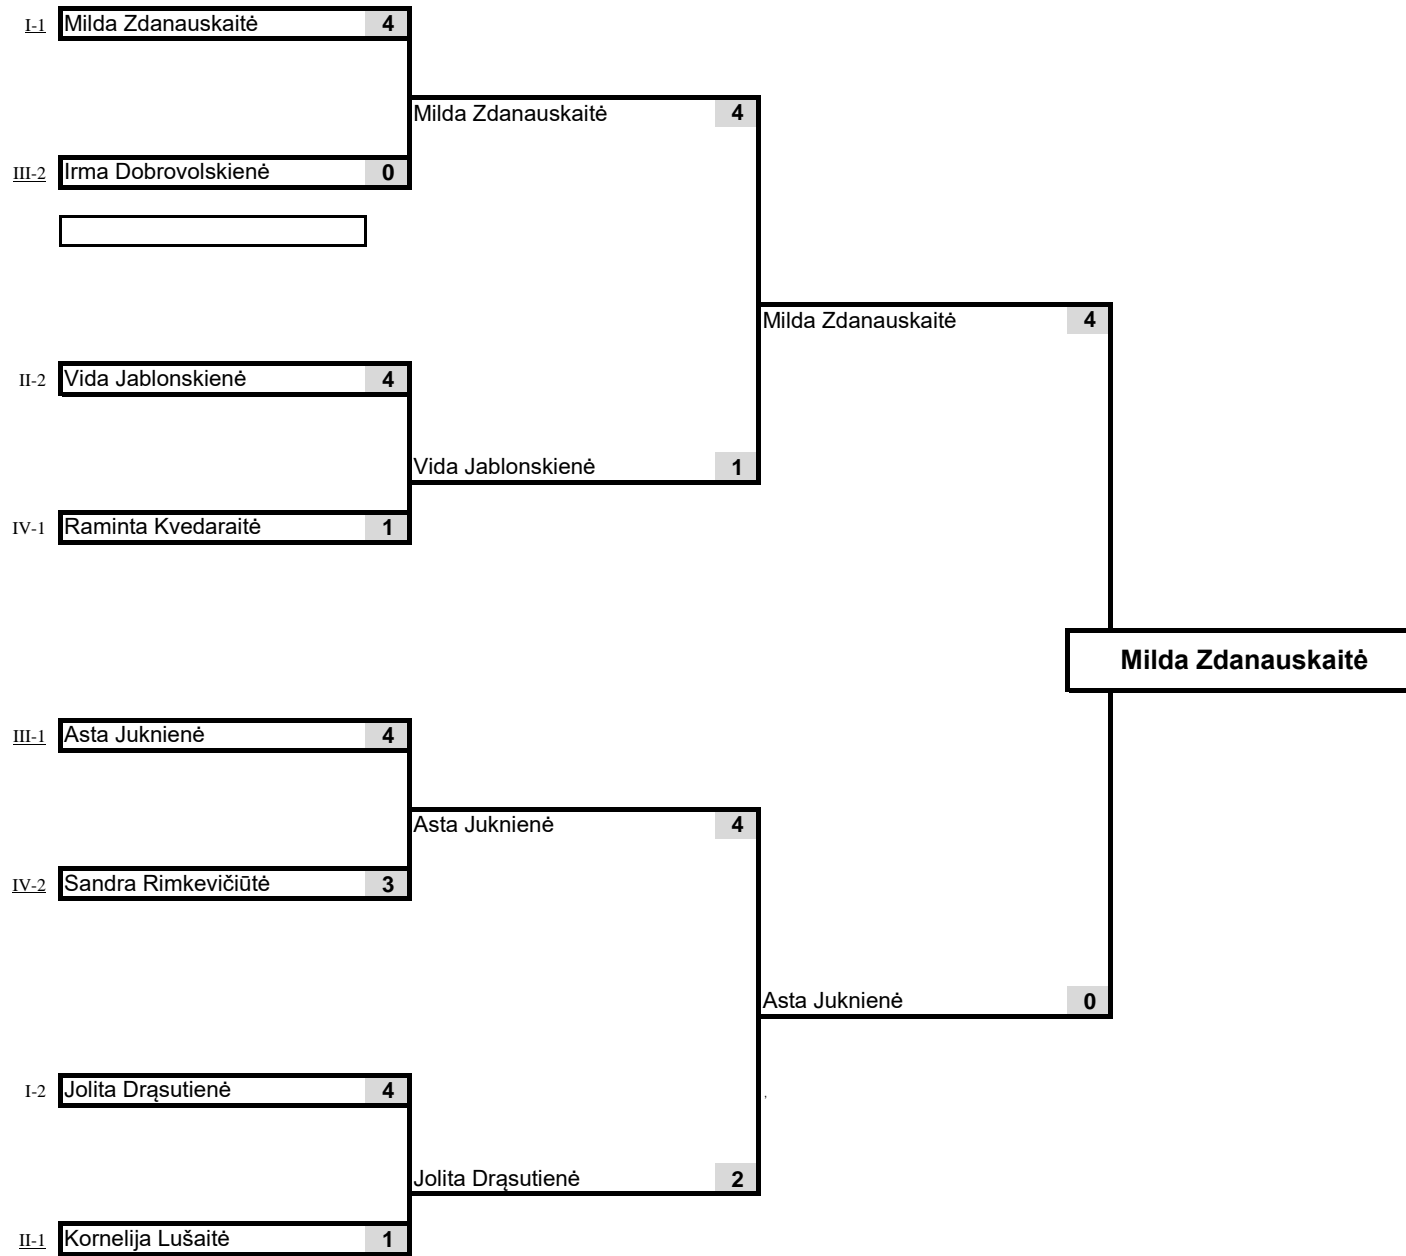 I-1 Milda Zdanauskaitė 4
Milda Zdanauskaitė 4
III-2 Irma Dobrovolskienė 0
Milda Zdanauskaitė 4
II-2 Vida Jablonskienė 4
Vida Jablonskienė 1
IV-1 Raminta Kvedaraitė 1
Milda Zdanauskaitė
III-1 Asta Juknienė 4
Asta Juknienė 4
IV-2 Sandra Rimkevičiūtė 3
Asta Juknienė 0
I-2 Jolita Drąsutienė 4
,
Jolita Drąsutienė 2
II-1 Kornelija Lušaitė 1